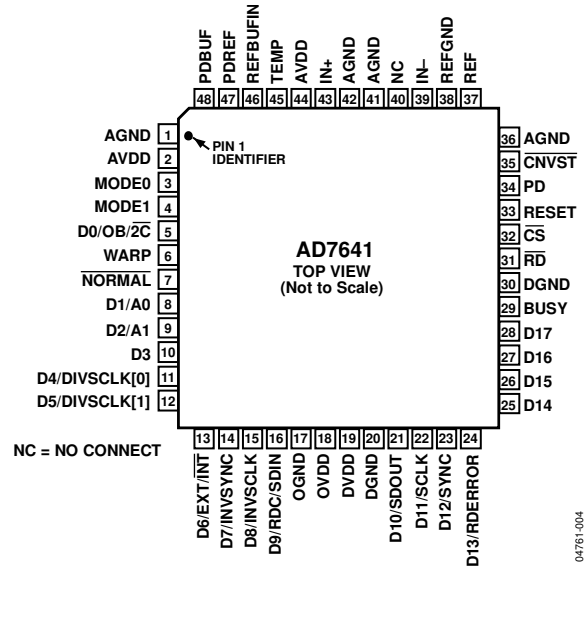 48 PDBUF
47 PDREF
46 REFBUFIN
45 TEMP
44 AVDD
43 IN+
42 AGND
41 AGND
40 NC
39 IN–
38 REFGND
37 REF
AGND 1
AVDD 2
MODE0 3
MODE1 4
D0/OB/2C̅ 5
WARP 6
N̅O̅R̅M̅A̅L̅ 7
D1/A0 8
D2/A1 9
D3 10
D4/DIVSCLK[0] 11
D5/DIVSCLK[1] 12
PIN 1
IDENTIFIER
AD7641
TOP VIEW
(Not to Scale)
36 AGND
35 C̅N̅V̅S̅T̅
34 PD
33 RESET
32 C̅S̅
31 R̅D̅
30 DGND
29 BUSY
28 D17
27 D16
26 D15
25 D14
NC = NO CONNECT
13 D6/EXT/I̅N̅T̅
14 D7/INVSYNC
15 D8/INVSCLK
16 D9/RDC/SDIN
17 OGND
18 OVDD
19 DVDD
20 DGND
21 D10/SDOUT
22 D11/SCLK
23 D12/SYNC
24 D13/RDERROR
04761-004